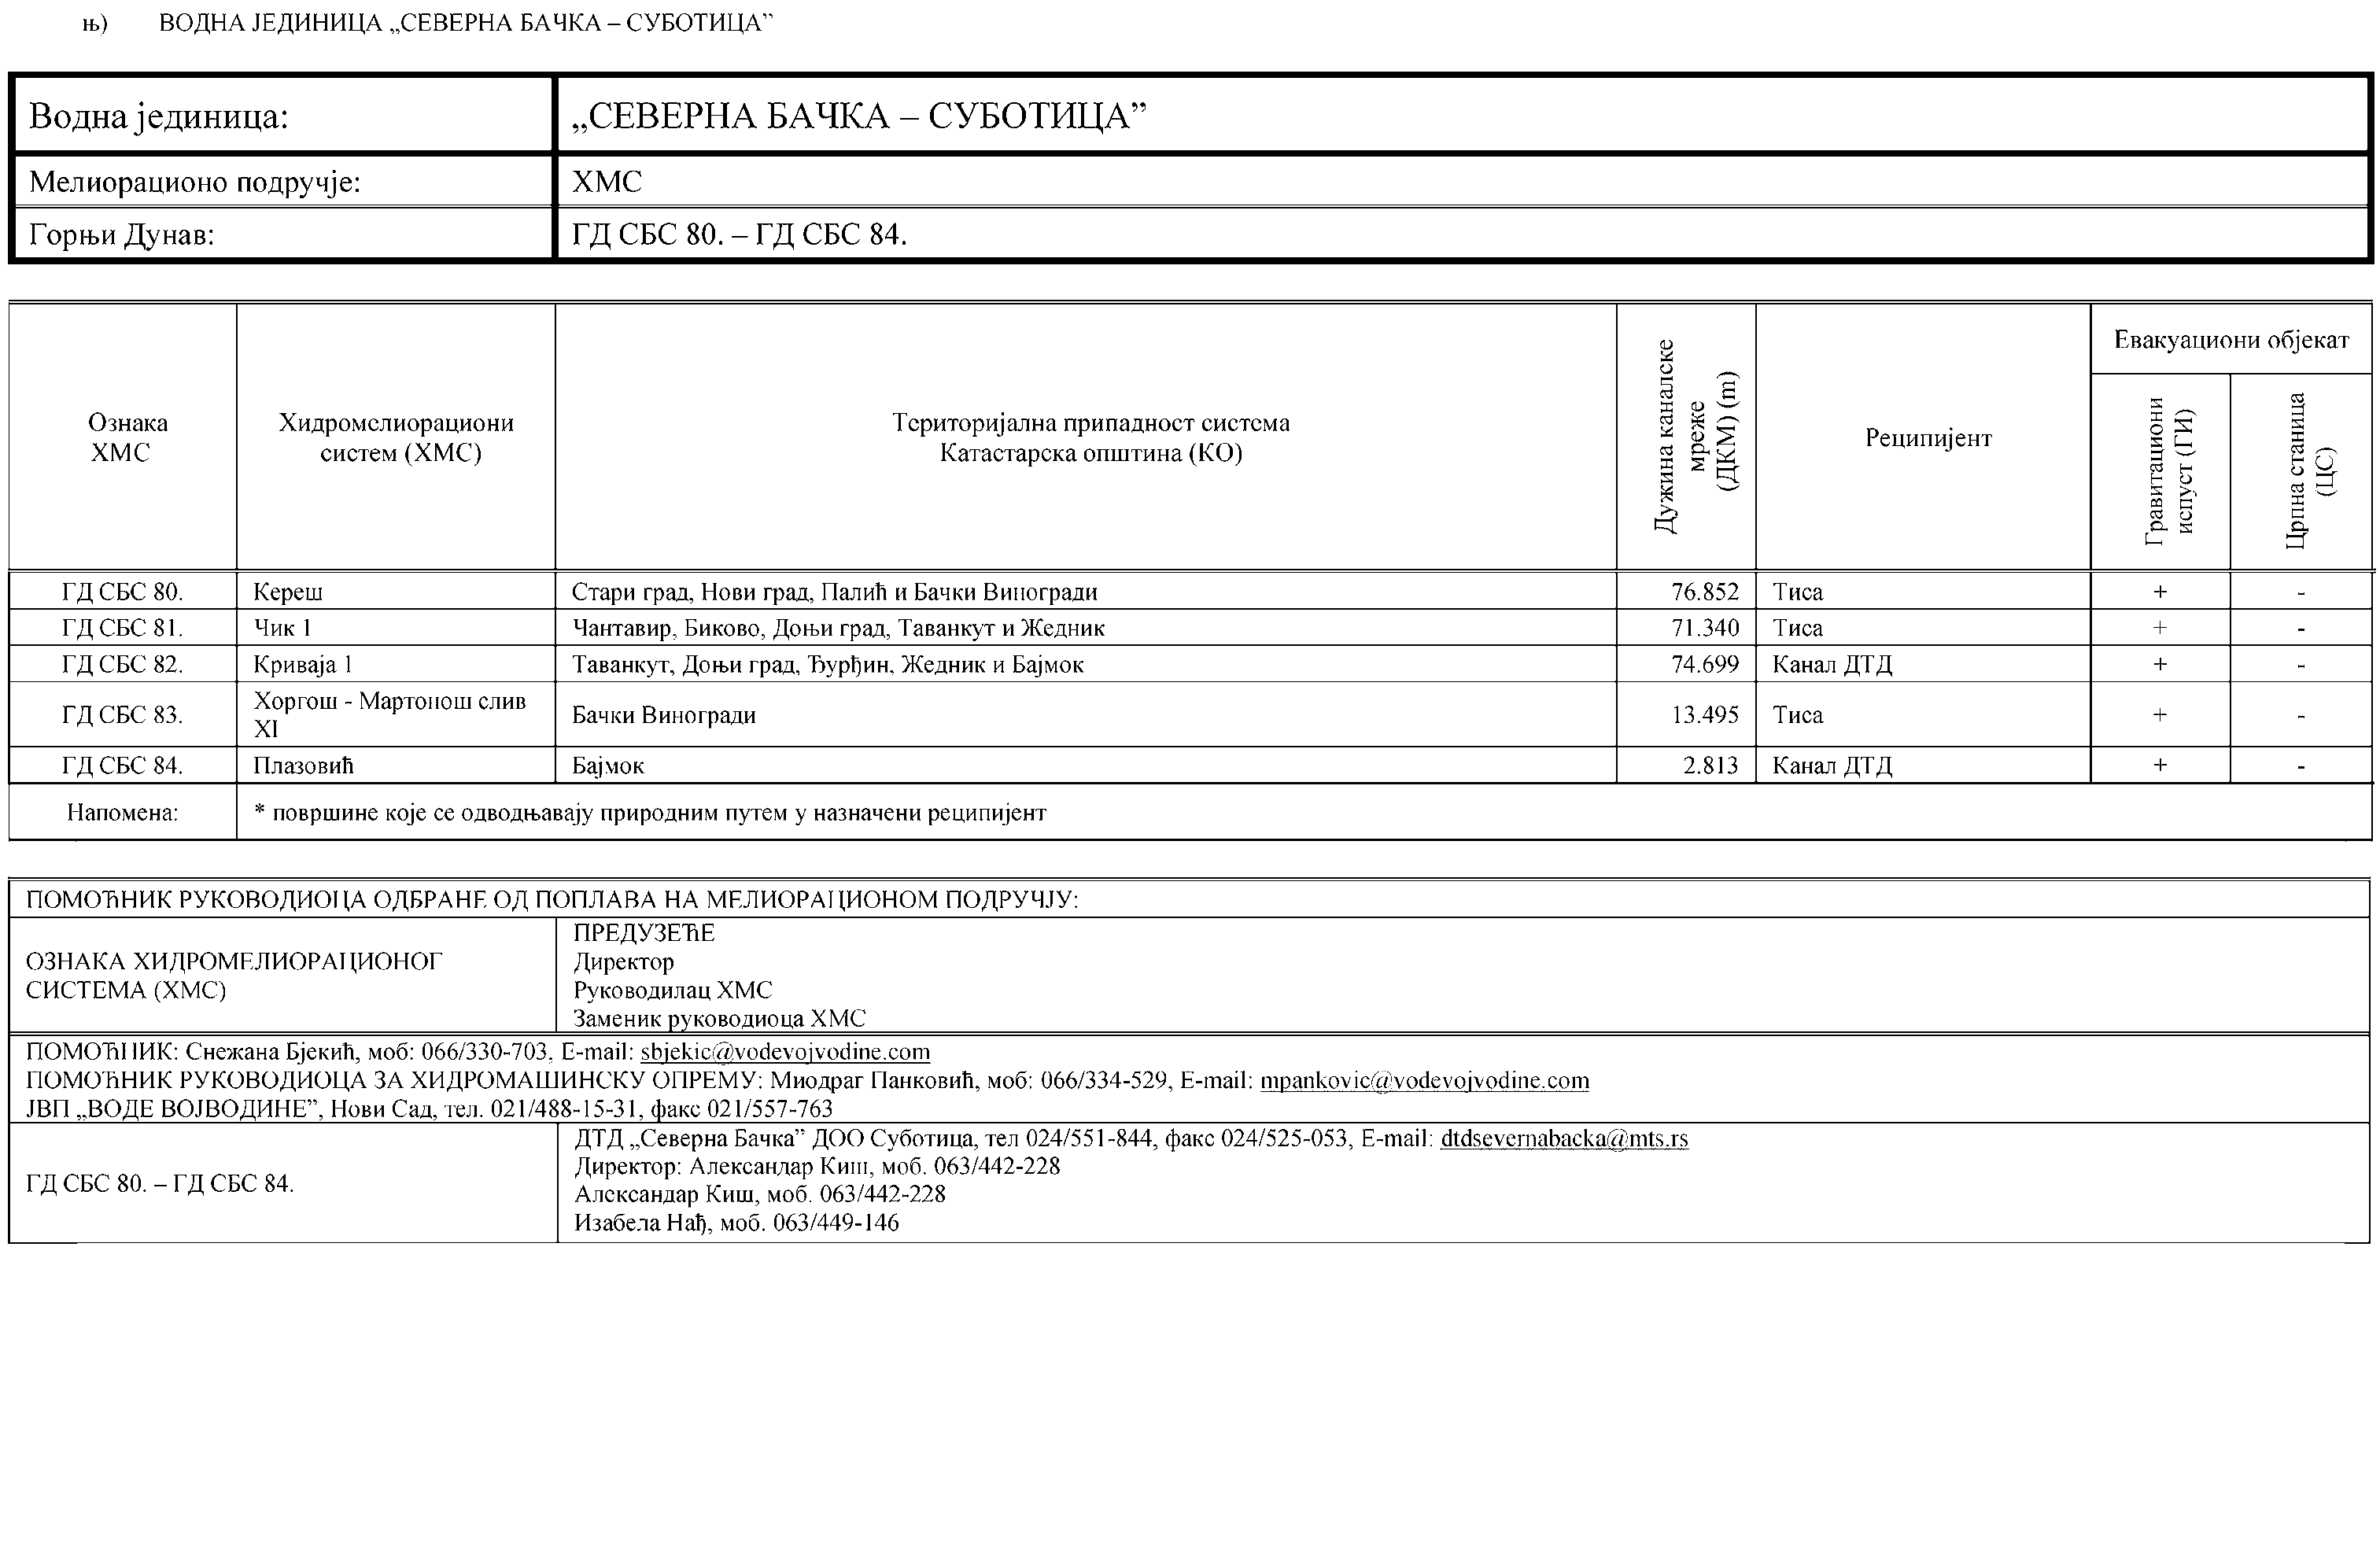 њ) ВОДНА ЈЕДИНИЦА „СЕВЕРНА БАЧКА – СУБОТИЦА”
Водна јединица: „СЕВЕРНА БАЧКА – СУБОТИЦА”
Мелиорационо подручје: ХМС
Горњи Дунав: ГД СБС 80. – ГД СБС 84.
Ознака
ХМС
Хидромелиорациони
систем (ХМС)
Територијална припадност система
Катастарска општина (КО)
Дужина каналске
мреже
(ДКМ) (m)
Реципијент
Евакуациони објекат
Гравитациони
испуст (ГИ)
Црпна станица
(ЦС)
ГД СБС 80. Кереш Стари град, Нови град, Палић и Бачки Виногради 76.852 Тиса + -
ГД СБС 81. Чик 1 Чантавир, Биково, Доњи град, Таванкут и Жедник 71.340 Тиса + -
ГД СБС 82. Криваја 1 Таванкут, Доњи град, Ђурђин, Жедник и Бајмок 74.699 Канал ДТД + -
ГД СБС 83. Хоргош - Мартонош слив
XI Бачки Виногради 13.495 Тиса + -
ГД СБС 84. Плазовић Бајмок 2.813 Канал ДТД + -
Напомена: * површине које се одводњавају природним путем у назначени реципијент
ПОМОЋНИК РУКОВОДИОЦА ОДБРАНЕ ОД ПОПЛАВА НА МЕЛИОРАЦИОНОМ ПОДРУЧЈУ:
ОЗНАКА ХИДРОМЕЛИОРАЦИОНОГ
СИСТЕМА (ХМС)
ПРЕДУЗЕЋЕ
Директор
Руководилац ХМС
Заменик руководиоца ХМС
ПОМОЋНИК: Снежана Бјекић, моб: 066/330-703, E-mail: sbjekic@vodevojvodine.com
ПОМОЋНИК РУКОВОДИОЦА ЗА ХИДРОМАШИНСКУ ОПРЕМУ: Миодраг Панковић, моб: 066/334-529, E-mail: mpankovic@vodevojvodine.com
ЈВП „ВОДЕ ВОЈВОДИНЕ”, Нови Сад, тел. 021/488-15-31, факс 021/557-763
ГД СБС 80. – ГД СБС 84.
ДТД „Северна Бачка” ДОО Суботица, тел 024/551-844, факс 024/525-053, E-mail: dtdsevernabacka@mts.rs
Директор: Александар Киш, моб. 063/442-228
Александар Киш, моб. 063/442-228
Изабела Нађ, моб. 063/449-146